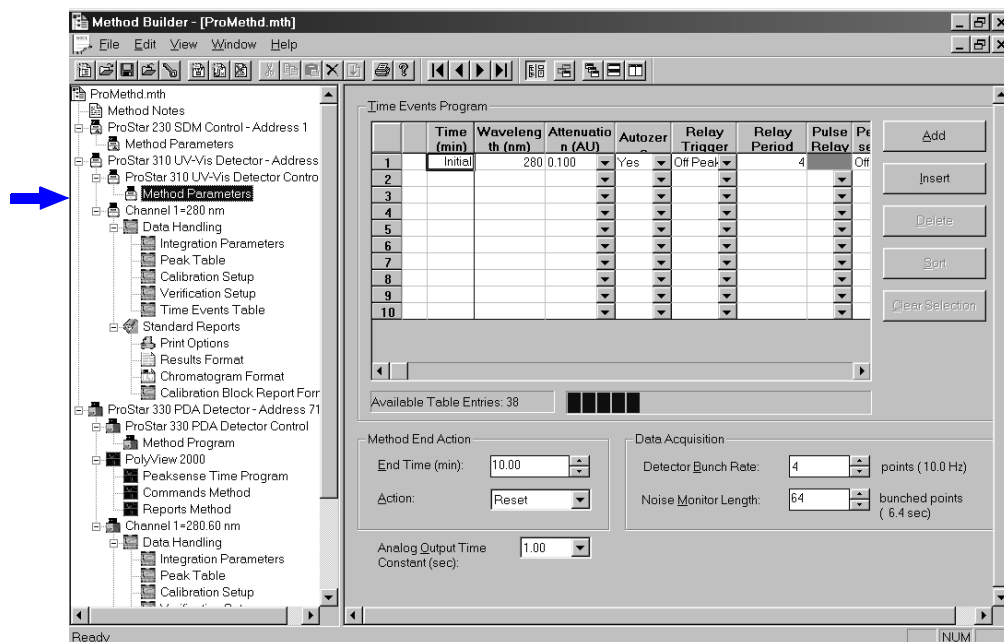 Method Builder - [ProMethd.mth]
File Edit View Window Help
ProMethd.mth
Method Notes
ProStar 230 SDM Control - Address 1
Method Parameters
ProStar 310 UV-Vis Detector - Address
ProStar 310 UV-Vis Detector Contro
Method Parameters
Channel 1=280 nm
Data Handling
Integration Parameters
Peak Table
Calibration Setup
Verification Setup
Time Events Table
Standard Reports
Print Options
Results Format
Chromatogram Format
Calibration Block Report Forr
ProStar 330 PDA Detector - Address 71
ProStar 330 PDA Detector Control
Method Program
PolyView 2000
Peaksense Time Program
Commands Method
Reports Method
Channel 1=280.60 nm
Data Handling
Integration Parameters
Peak Table
Calibration Setup
Time Events Program
Time (min) Waveleng th (nm) Attenuatio n (AU) Autozer Relay Trigger Relay Period Pulse Relay Pe se
1 Initial 280 0.100 Yes Off Peak 4 Off
2
3
4
5
6
7
8
9
10
Add
Insert
Delete
Sort
Clear Selection
Available Table Entries: 38
Method End Action
End Time (min): 10.00
Action: Reset
Data Acquisition
Detector Bunch Rate: 4 points ( 10.0 Hz)
Noise Monitor Length: 64 bunched points
( 6.4 sec)
Analog Output Time 1.00
Constant (sec):
Ready NUM